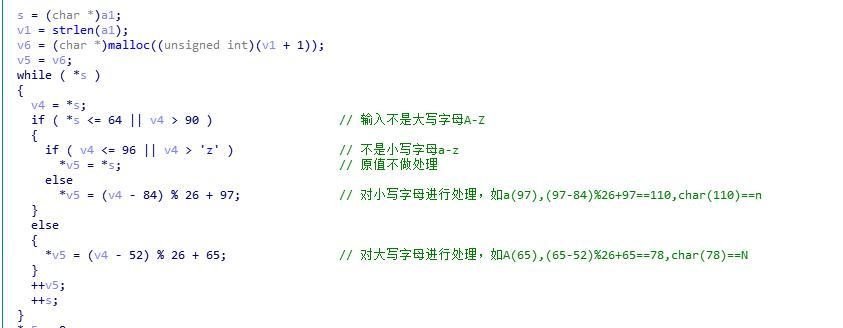 s = (char *)a1;
v1 = strlen(a1);
v6 = (char *)malloc((unsigned int)(v1 + 1));
v5 = v6;
while ( *s )
{
v4 = *s;
if ( *s <= 64 || v4 > 90 ) // 输入不是大写字母A-Z
{
if ( v4 <= 96 || v4 > 'z' ) // 不是小写字母a-z
*v5 = *s; // 原值不做处理
else
*v5 = (v4 - 84) % 26 + 97; // 对小写字母进行处理，如a(97),(97-84)%26+97==110,char(110)==n
}
else
{
*v5 = (v4 - 52) % 26 + 65; // 对大写字母进行处理，如A(65),(65-52)%26+65==78,char(78)==N
}
++v5;
++s;
}